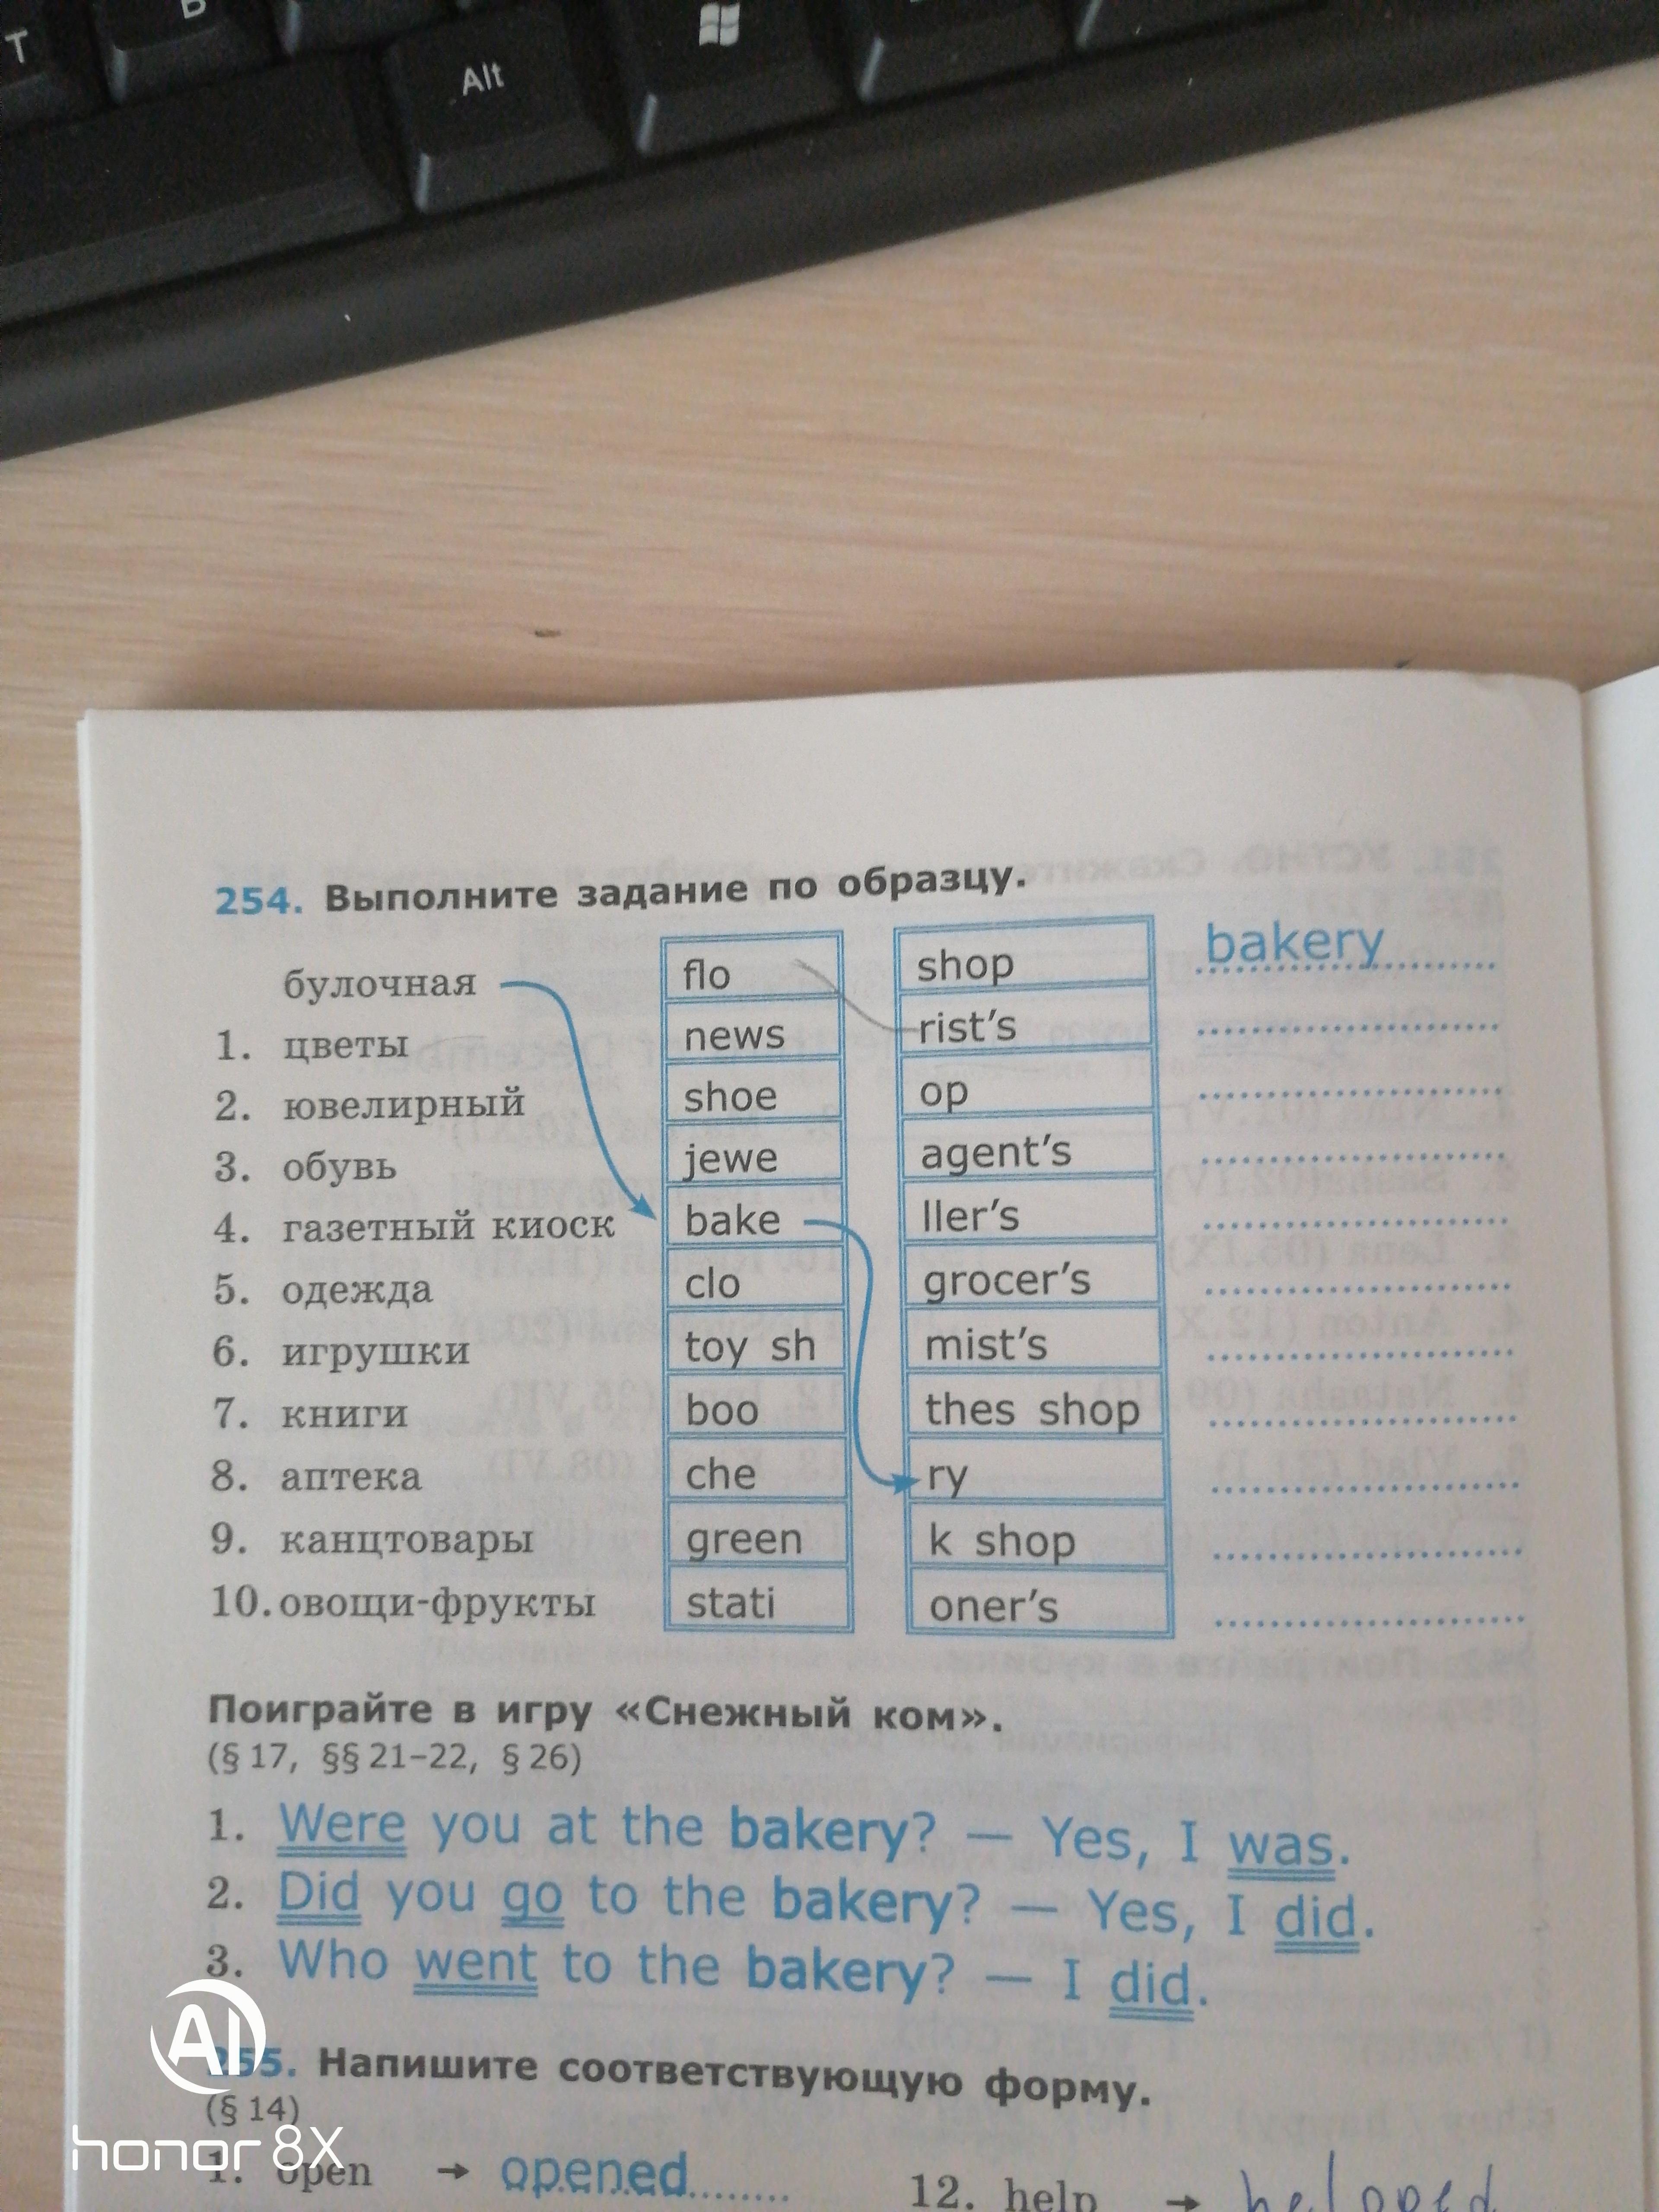 T
B
Alt
254. Выполните задание по образцу.
булочная flo shop bakery
1. цветы news rist's
2. ювелирный shoe op
3. обувь jewe agent's
4. газетный киоск bake ller's
5. одежда clo grocer's
6. игрушки toy sh mist's
7. книги boo thes shop
8. аптека che ry
9. канцтовары green k shop
10. овощи-фрукты stati oner's
Поиграйте в игру «Снежный ком».
(§ 17, §§ 21–22, § 26)
1. Were you at the bakery? — Yes, I was.
2. Did you go to the bakery? — Yes, I did.
3. Who went to the bakery? — I did.
255. Напишите соответствующую форму.
(§ 14)
1. open → opened
12. help → heloped
AI
honor 8X